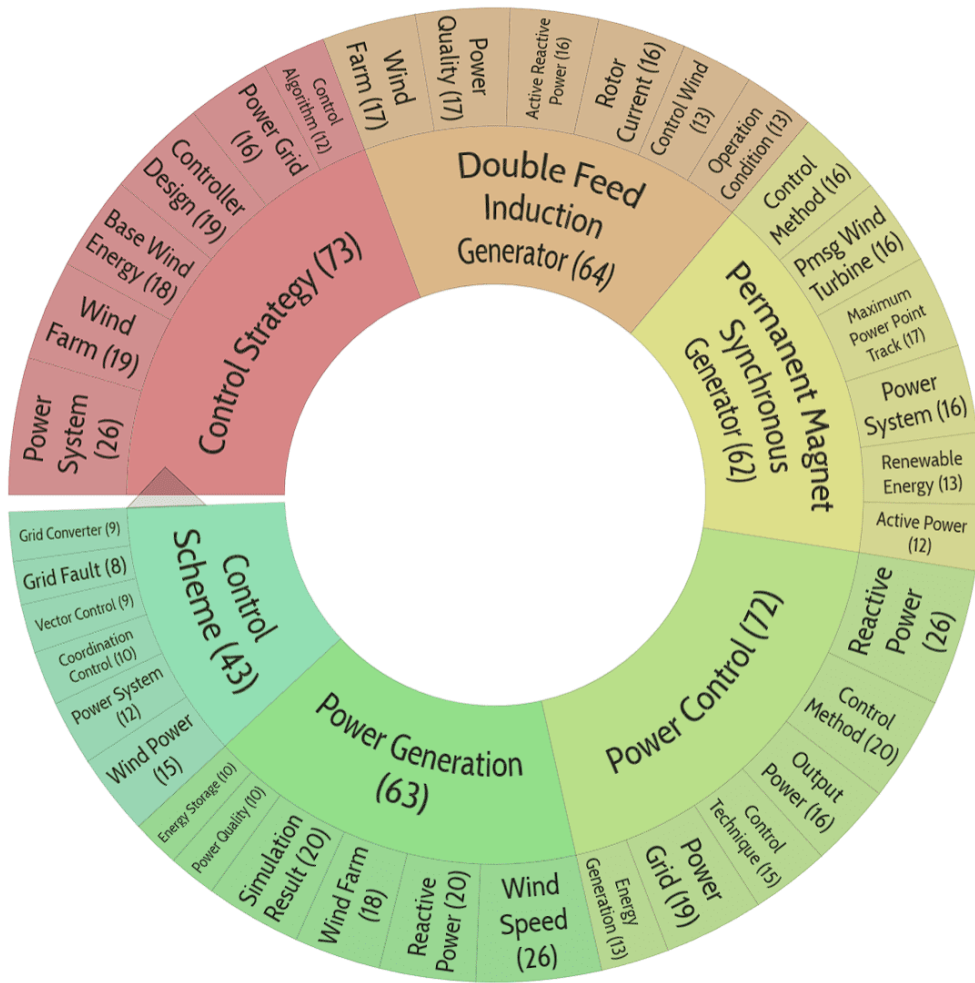 Control Strategy (73)
Power
System
(26)
Wind
Farm (19)
Base Wind
Energy (18)
Controller
Design (19)
Power Grid
(16)
Control
Algorithm (12)
Double Feed
Induction
Generator (64)
Wind
Farm (17)
Power
Quality (17)
Active Reactive
Power (16)
Rotor
Current (16)
Control Wind
(13)
Operation
Condition (13)
Permanent Magnet
Synchronous
Generator (62)
Control
Method (16)
Pmsg Wind
Turbine (16)
Maximum
Power Point
Track (17)
Power
System (16)
Renewable
Energy (13)
Active Power
(12)
Power Control (72)
Reactive
Power
(26)
Control
Method (20)
Output
Power (16)
Control
Technique (15)
Power
Grid (19)
Energy
Generation (13)
Power Generation
(63)
Wind
Speed
(26)
Reactive
Power (20)
Wind Farm
(18)
Simulation
Result (20)
Power Quality (10)
Energy Storage (10)
Control
Scheme (43)
Wind Power
(15)
Power System
(12)
Coordination
Control (10)
Vector Control (9)
Grid Fault (8)
Grid Converter (9)